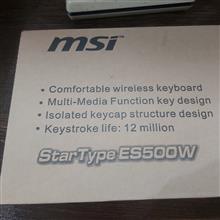 msi
• Comfortable wireless keyboard
• Multi-Media Function key design
• Isolated keycap structure design
• Keystroke life: 12 million
StarType ES500W